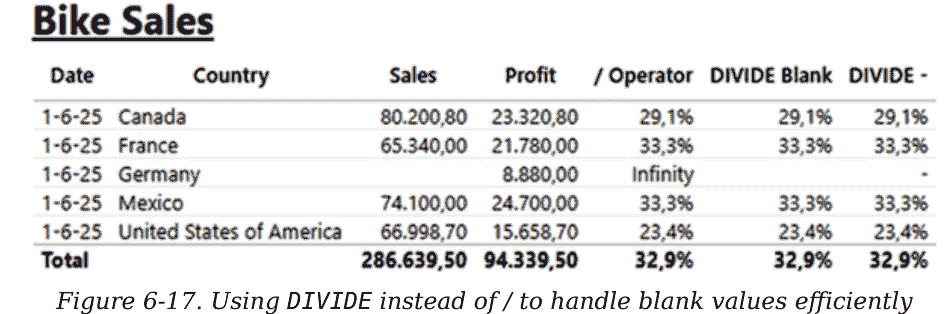 Bike Sales
Date Country Sales Profit / Operator DIVIDE Blank DIVIDE -
1-6-25 Canada 80.200,80 23.320,80 29,1% 29,1% 29,1%
1-6-25 France 65.340,00 21.780,00 33,3% 33,3% 33,3%
1-6-25 Germany 8.880,00 Infinity -
1-6-25 Mexico 74.100,00 24.700,00 33,3% 33,3% 33,3%
1-6-25 United States of America 66.998,70 15.658,70 23,4% 23,4% 23,4%
Total 286.639,50 94.339,50 32,9% 32,9% 32,9%
Figure 6-17. Using DIVIDE instead of / to handle blank values efficiently